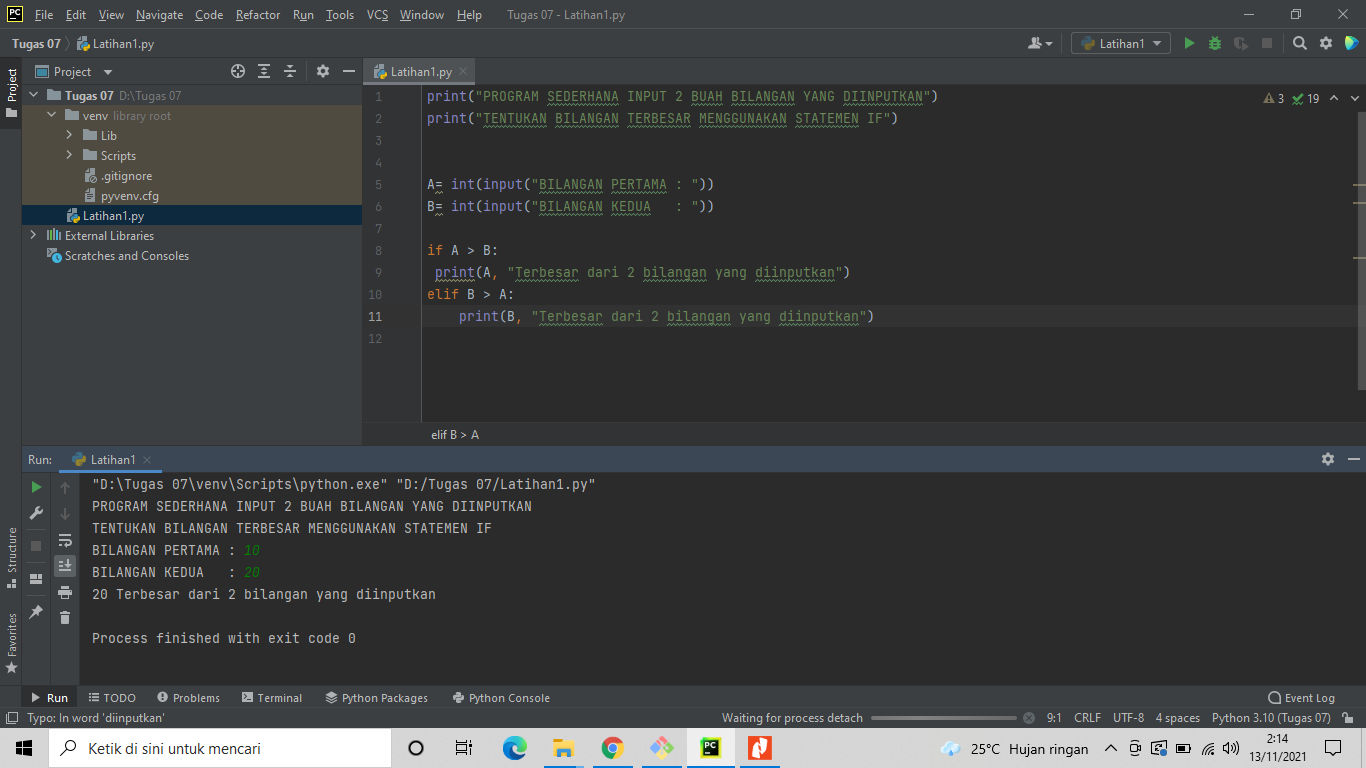 PC File Edit View Navigate Code Refactor Run Tools VCS Window Help Tugas 07 - Latihan1.py
Tugas 07 Latihan1.py Latihan1
Project
Project
Tugas 07 D:\Tugas 07
venv library root
Lib
Scripts
.gitignore
pyvenv.cfg
Latihan1.py
External Libraries
Scratches and Consoles
Latihan1.py
3 19
1 print("PROGRAM SEDERHANA INPUT 2 BUAH BILANGAN YANG DIINPUTKAN")
2 print("TENTUKAN BILANGAN TERBESAR MENGGUNAKAN STATEMEN IF")
3
4
5 A= int(input("BILANGAN PERTAMA : "))
6 B= int(input("BILANGAN KEDUA   : "))
7
8 if A > B:
9  print(A, "Terbesar dari 2 bilangan yang diinputkan")
10 elif B > A:
11     print(B, "Terbesar dari 2 bilangan yang diinputkan")
12
elif B > A
Run: Latihan1
"D:\Tugas 07\venv\Scripts\python.exe" "D:/Tugas 07/Latihan1.py"
PROGRAM SEDERHANA INPUT 2 BUAH BILANGAN YANG DIINPUTKAN
TENTUKAN BILANGAN TERBESAR MENGGUNAKAN STATEMEN IF
BILANGAN PERTAMA : 10
BILANGAN KEDUA   : 20
20 Terbesar dari 2 bilangan yang diinputkan
Process finished with exit code 0
Structure
Favorites
Run TODO Problems Terminal Python Packages Python Console Event Log
Typo: In word 'diinputkan' Waiting for process detach 9:1 CRLF UTF-8 4 spaces Python 3.10 (Tugas 07)
Ketik di sini untuk mencari PC 25°C Hujan ringan 2:14
13/11/2021